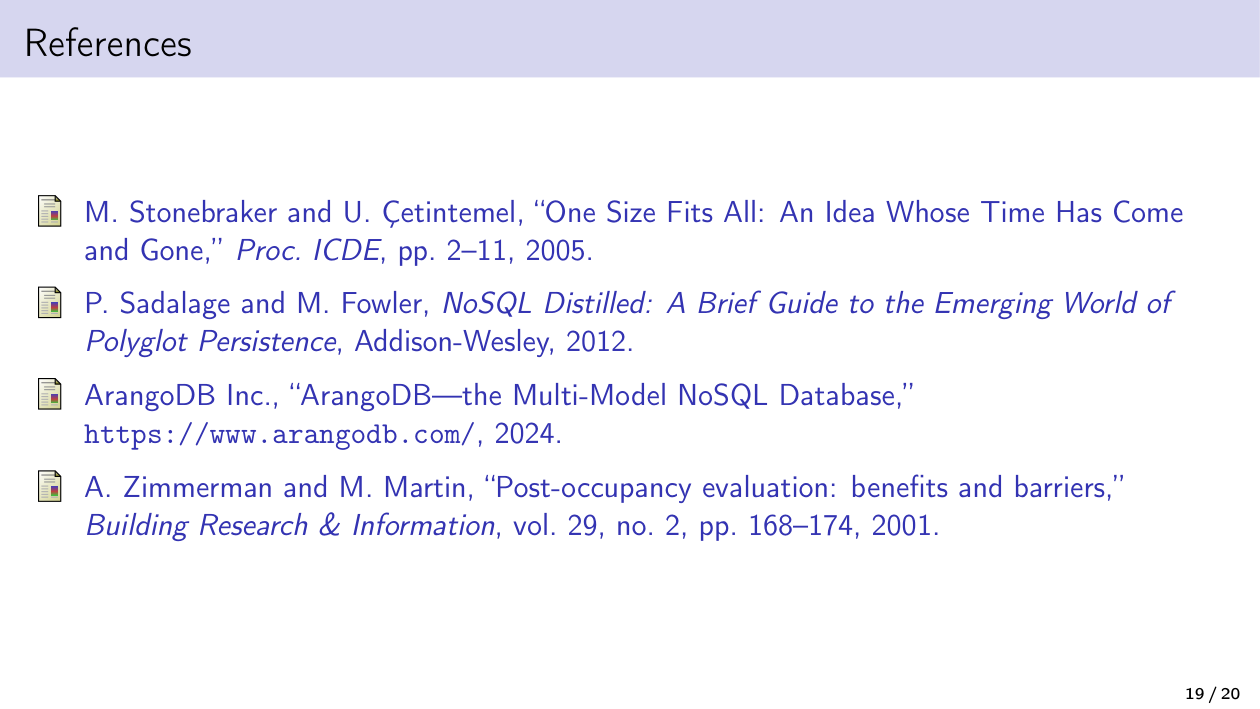 References
M. Stonebraker and U. Çetintemel, “One Size Fits All: An Idea Whose Time Has Come
and Gone,” Proc. ICDE, pp. 2–11, 2005.
P. Sadalage and M. Fowler, NoSQL Distilled: A Brief Guide to the Emerging World of
Polyglot Persistence, Addison-Wesley, 2012.
ArangoDB Inc., “ArangoDB—the Multi-Model NoSQL Database,”
https://www.arangodb.com/, 2024.
A. Zimmerman and M. Martin, “Post-occupancy evaluation: benefits and barriers,”
Building Research & Information, vol. 29, no. 2, pp. 168–174, 2001.
19 / 20